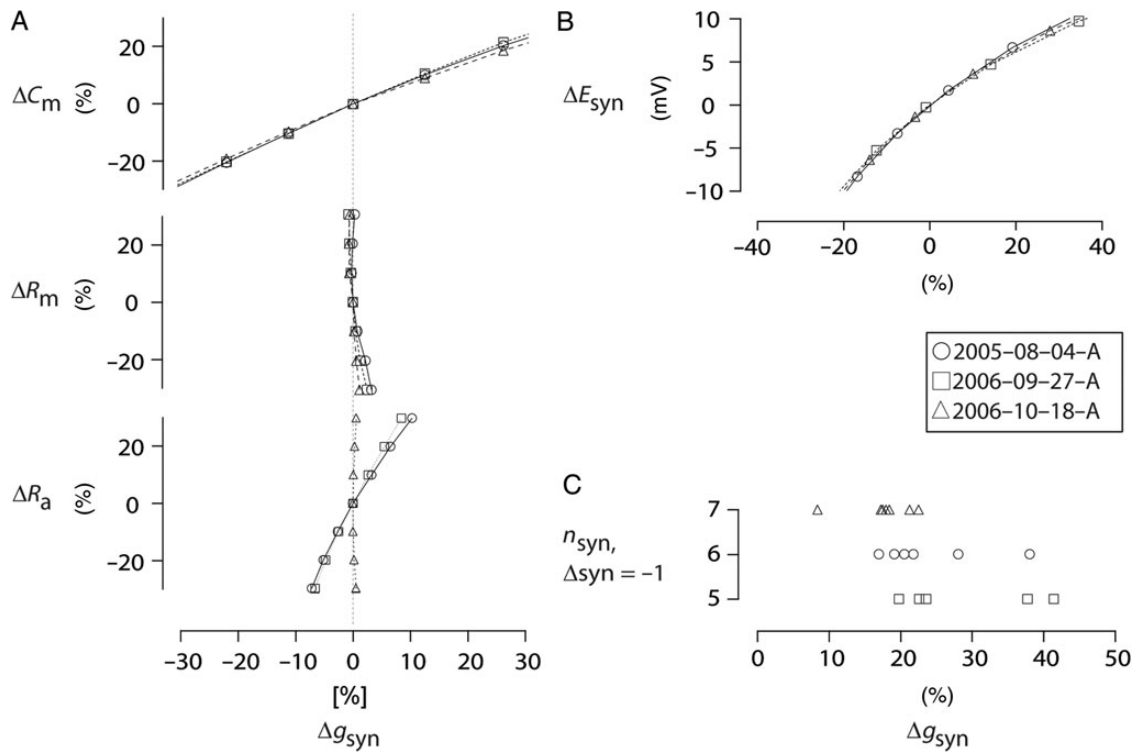 A
20
0
−20
ΔCm (%)
20
0
−20
ΔRm (%)
20
0
−20
ΔRa (%)
−30 −20 −10 0 10 20 30
[%]
Δgsyn
B
10
5
0
−5
−10
ΔEsyn (mV)
−40 −20 0 20 40
(%)
2005–08–04–A
2006–09–27–A
2006–10–18–A
C
7
6
5
nsyn,
Δsyn = –1
0 10 20 30 40 50
(%)
Δgsyn